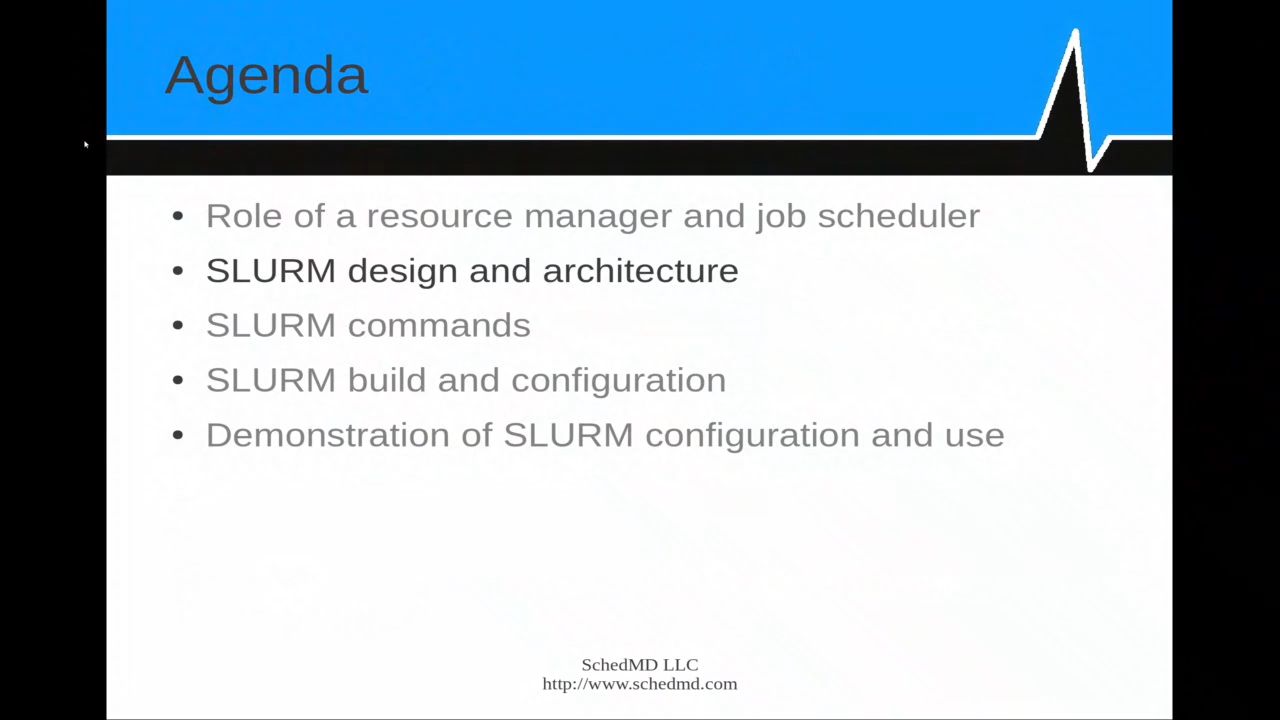 Agenda
• Role of a resource manager and job scheduler
• SLURM design and architecture
• SLURM commands
• SLURM build and configuration
• Demonstration of SLURM configuration and use
SchedMD LLC
http://www.schedmd.com